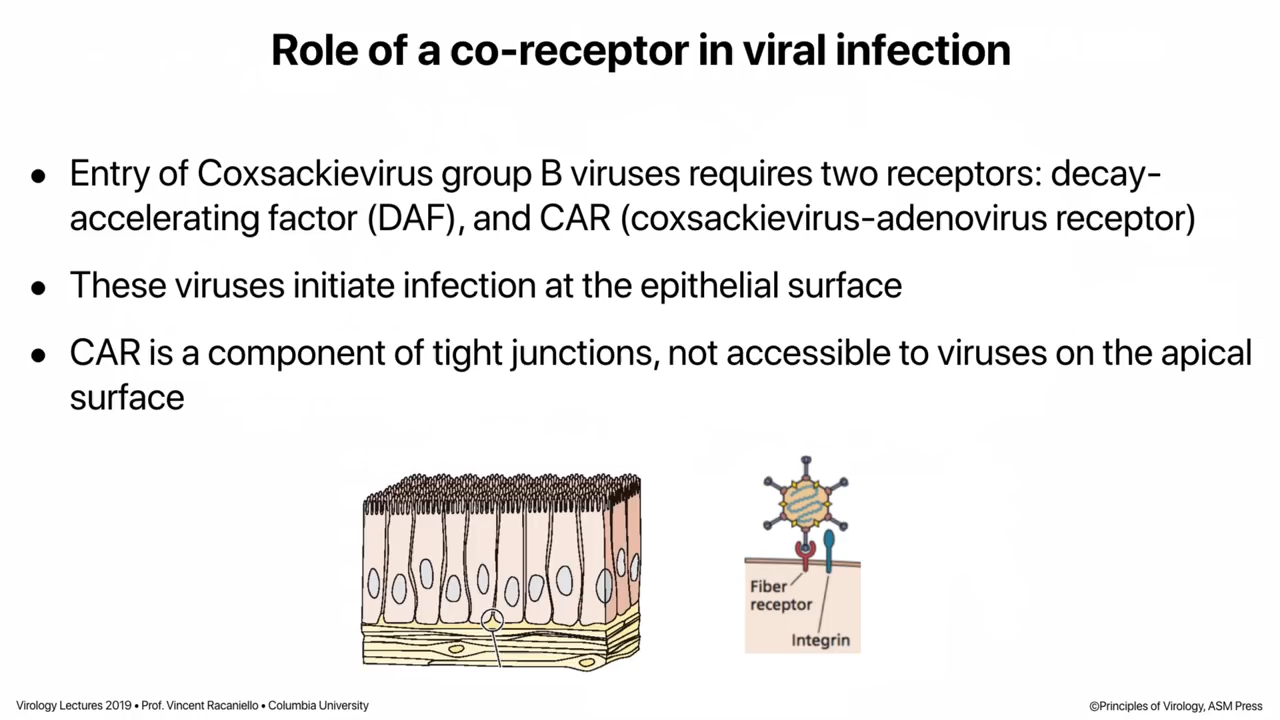 Role of a co-receptor in viral infection
• Entry of Coxsackievirus group B viruses requires two receptors: decay-
accelerating factor (DAF), and CAR (coxsackievirus-adenovirus receptor)
• These viruses initiate infection at the epithelial surface
• CAR is a component of tight junctions, not accessible to viruses on the apical
surface
Fiber
receptor
Integrin
Virology Lectures 2019 • Prof. Vincent Racaniello • Columbia University
©Principles of Virology, ASM Press